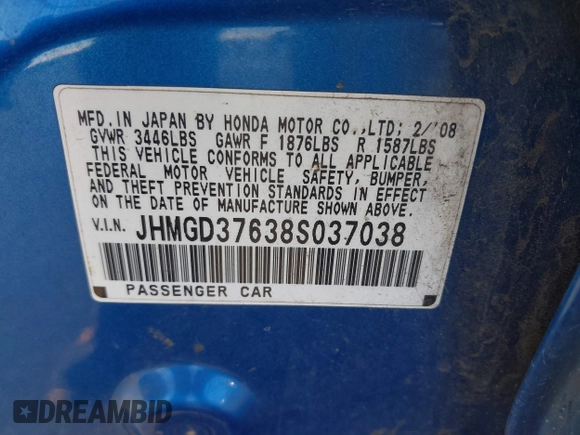 MFD. IN JAPAN BY HONDA MOTOR CO.,LTD; 2/'08
GVWR 3446LBS GAWR F 1876LBS R 1587LBS
THIS VEHICLE CONFORMS TO ALL APPLICABLE
FEDERAL MOTOR VEHICLE SAFETY, BUMPER,
AND THEFT PREVENTION STANDARDS IN EFFECT
ON THE DATE OF MANUFACTURE SHOWN ABOVE.
V.I.N. JHMGD37638S037038
PASSENGER CAR
DREAMBID